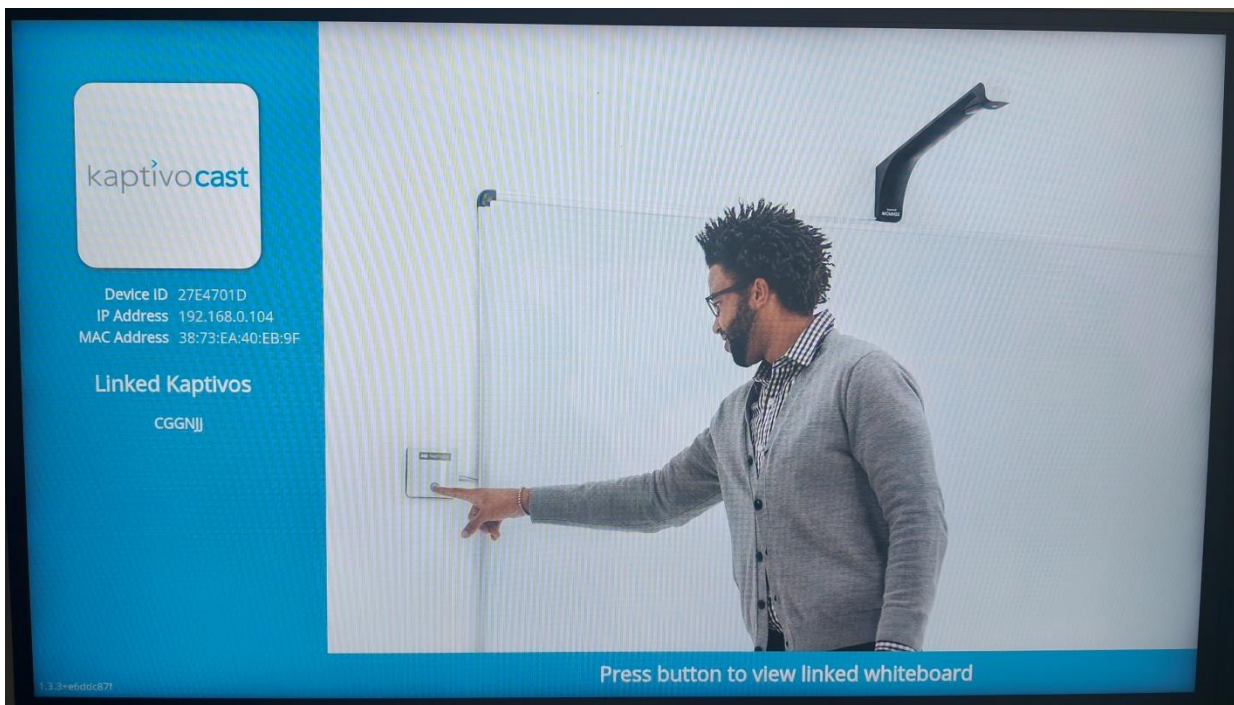 kaptivocast
Device ID 27E4701D
IP Address 192.168.0.104
MAC Address 38:73:EA:40:EB:9F
Linked Kaptivos
CGGNJJ
Press button to view linked whiteboard
1.3.3+e6ddc87f